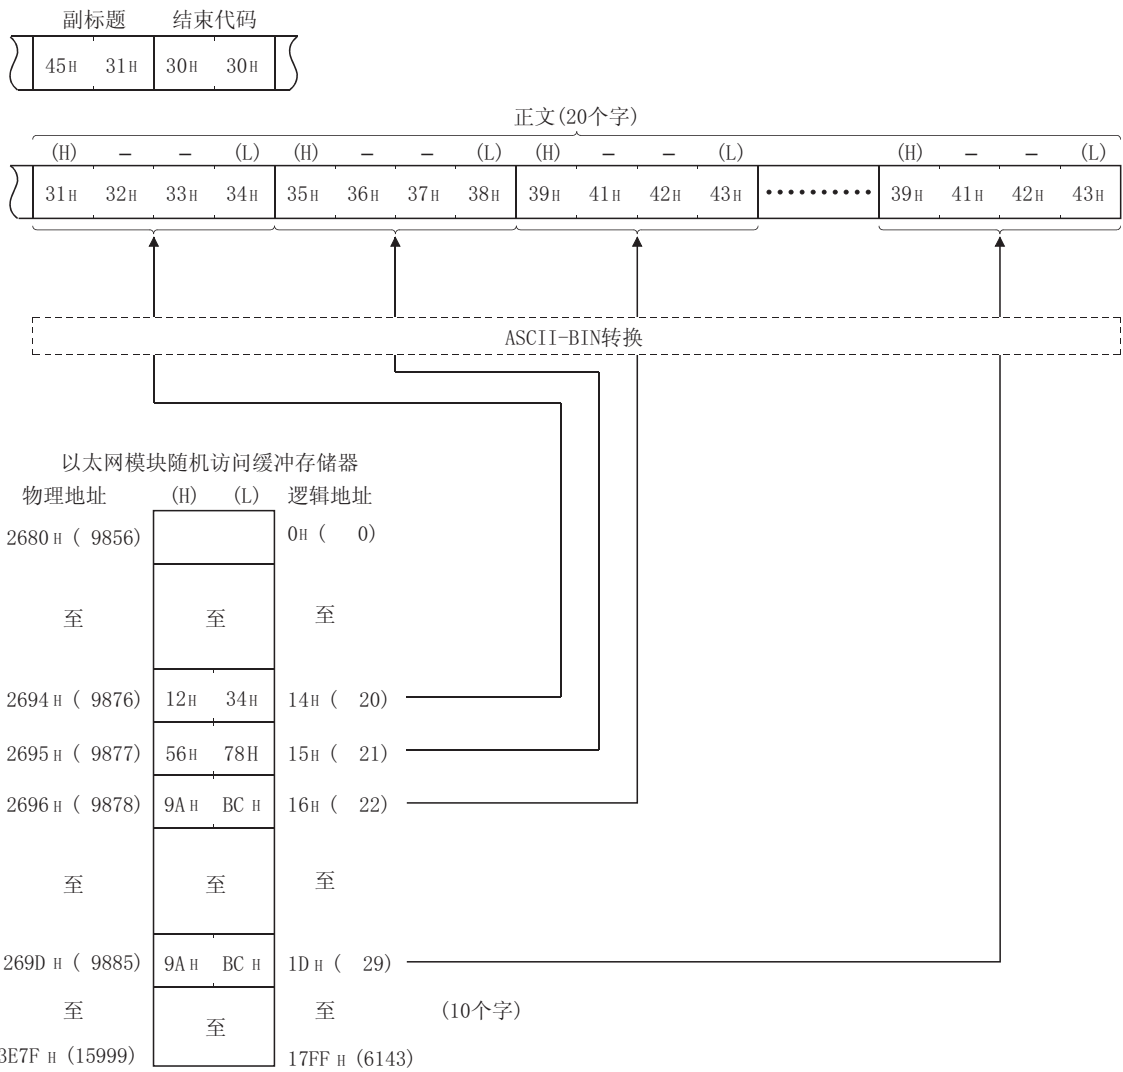 副标题 结束代码
45H 31H 30H 30H
正文(20个字)
(H) − − (L) (H) − − (L) (H) − − (L) (H) − − (L)
31H 32H 33H 34H 35H 36H 37H 38H 39H 41H 42H 43H ·········· 39H 41H 42H 43H
ASCII-BIN转换
以太网模块随机访问缓冲存储器
物理地址 (H) (L) 逻辑地址
2680H ( 9856) 0H ( 0)
至 至 至
2694H ( 9876) 12H 34H 14H ( 20)
2695H ( 9877) 56H 78H 15H ( 21)
2696H ( 9878) 9AH BCH 16H ( 22)
至 至 至
269DH ( 9885) 9AH BCH 1DH ( 29)
至 至 至 (10个字)
3E7FH (15999) 17FFH (6143)